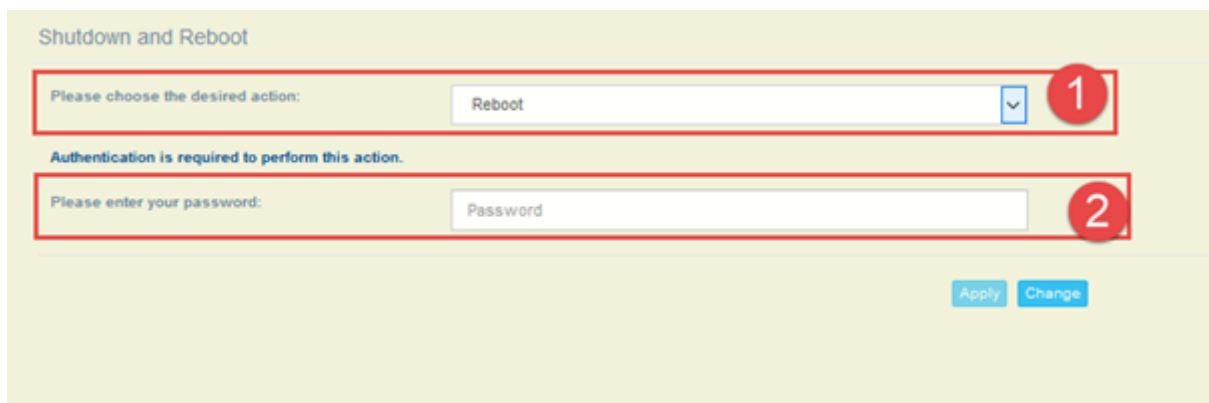 Shutdown and Reboot
Please choose the desired action:
Reboot
1
Authentication is required to perform this action.
Please enter your password:
Password
2
Apply
Change